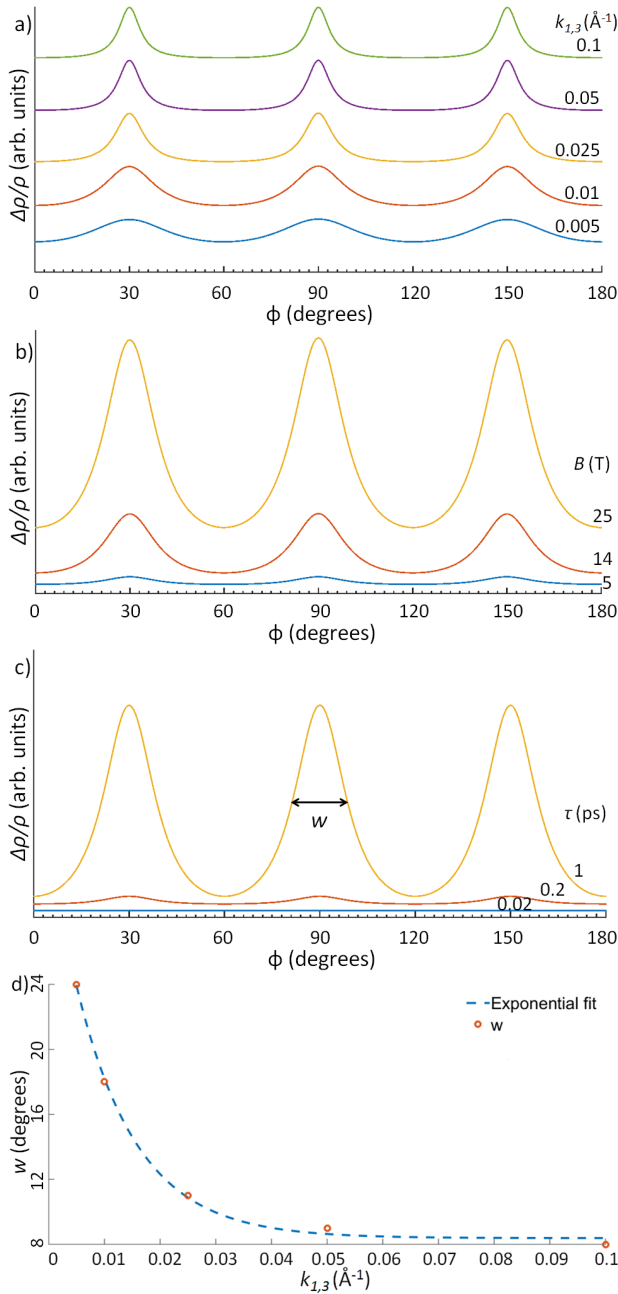 a)
k1,3 (Å-1)
0.1
0.05
0.025
0.01
0.005
Δρ/ρ (arb. units)
0 30 60 90 120 150 180
ϕ (degrees)
b)
B (T)
25
14
5
Δρ/ρ (arb. units)
0 30 60 90 120 150 180
ϕ (degrees)
c)
w
τ (ps)
1
0.2
0.02
Δρ/ρ (arb. units)
0 30 60 90 120 150 180
ϕ (degrees)
d)
24
20
16
12
8
w (degrees)
Exponential fit
w
0 0.01 0.02 0.03 0.04 0.05 0.06 0.07 0.08 0.09 0.1
k1,3 (Å-1)